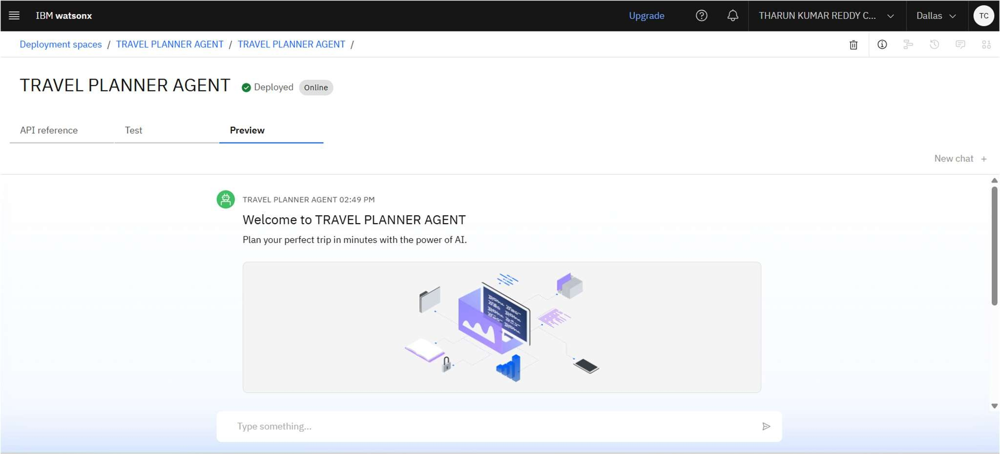 IBM watsonx
Upgrade
THARUN KUMAR REDDY C...
Dallas
TC
Deployment spaces / TRAVEL PLANNER AGENT / TRAVEL PLANNER AGENT /
TRAVEL PLANNER AGENT
Deployed
Online
API reference
Test
Preview
New chat +
TRAVEL PLANNER AGENT 02:49 PM
Welcome to TRAVEL PLANNER AGENT
Plan your perfect trip in minutes with the power of AI.
Type something...